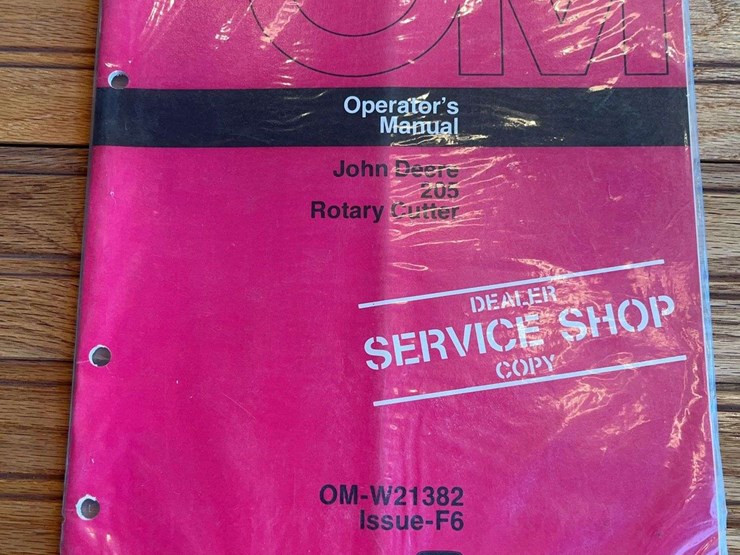 OM
Operator's
Manual
John Deere
205
Rotary Cutter
DEALER
SERVICE SHOP
COPY
OM-W21382
Issue-F6